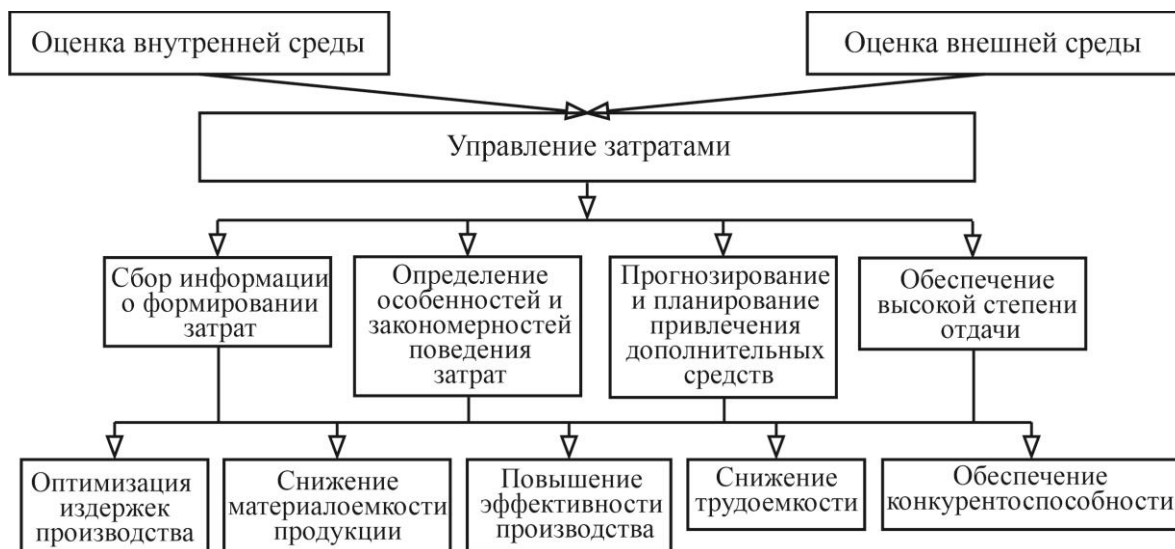 Оценка внутренней среды
Оценка внешней среды
Управление затратами
Сбор информации
о формировании
затрат
Определение
особенностей и
закономерностей
поведения
затрат
Прогнозирование
и планирование
привлечения
дополнительных
средств
Обеспечение
высокой степени
отдачи
Оптимизация
издержек
производства
Снижение
материалоемкости
продукции
Повышение
эффективности
производства
Снижение
трудоемкости
Обеспечение
конкурентоспособности